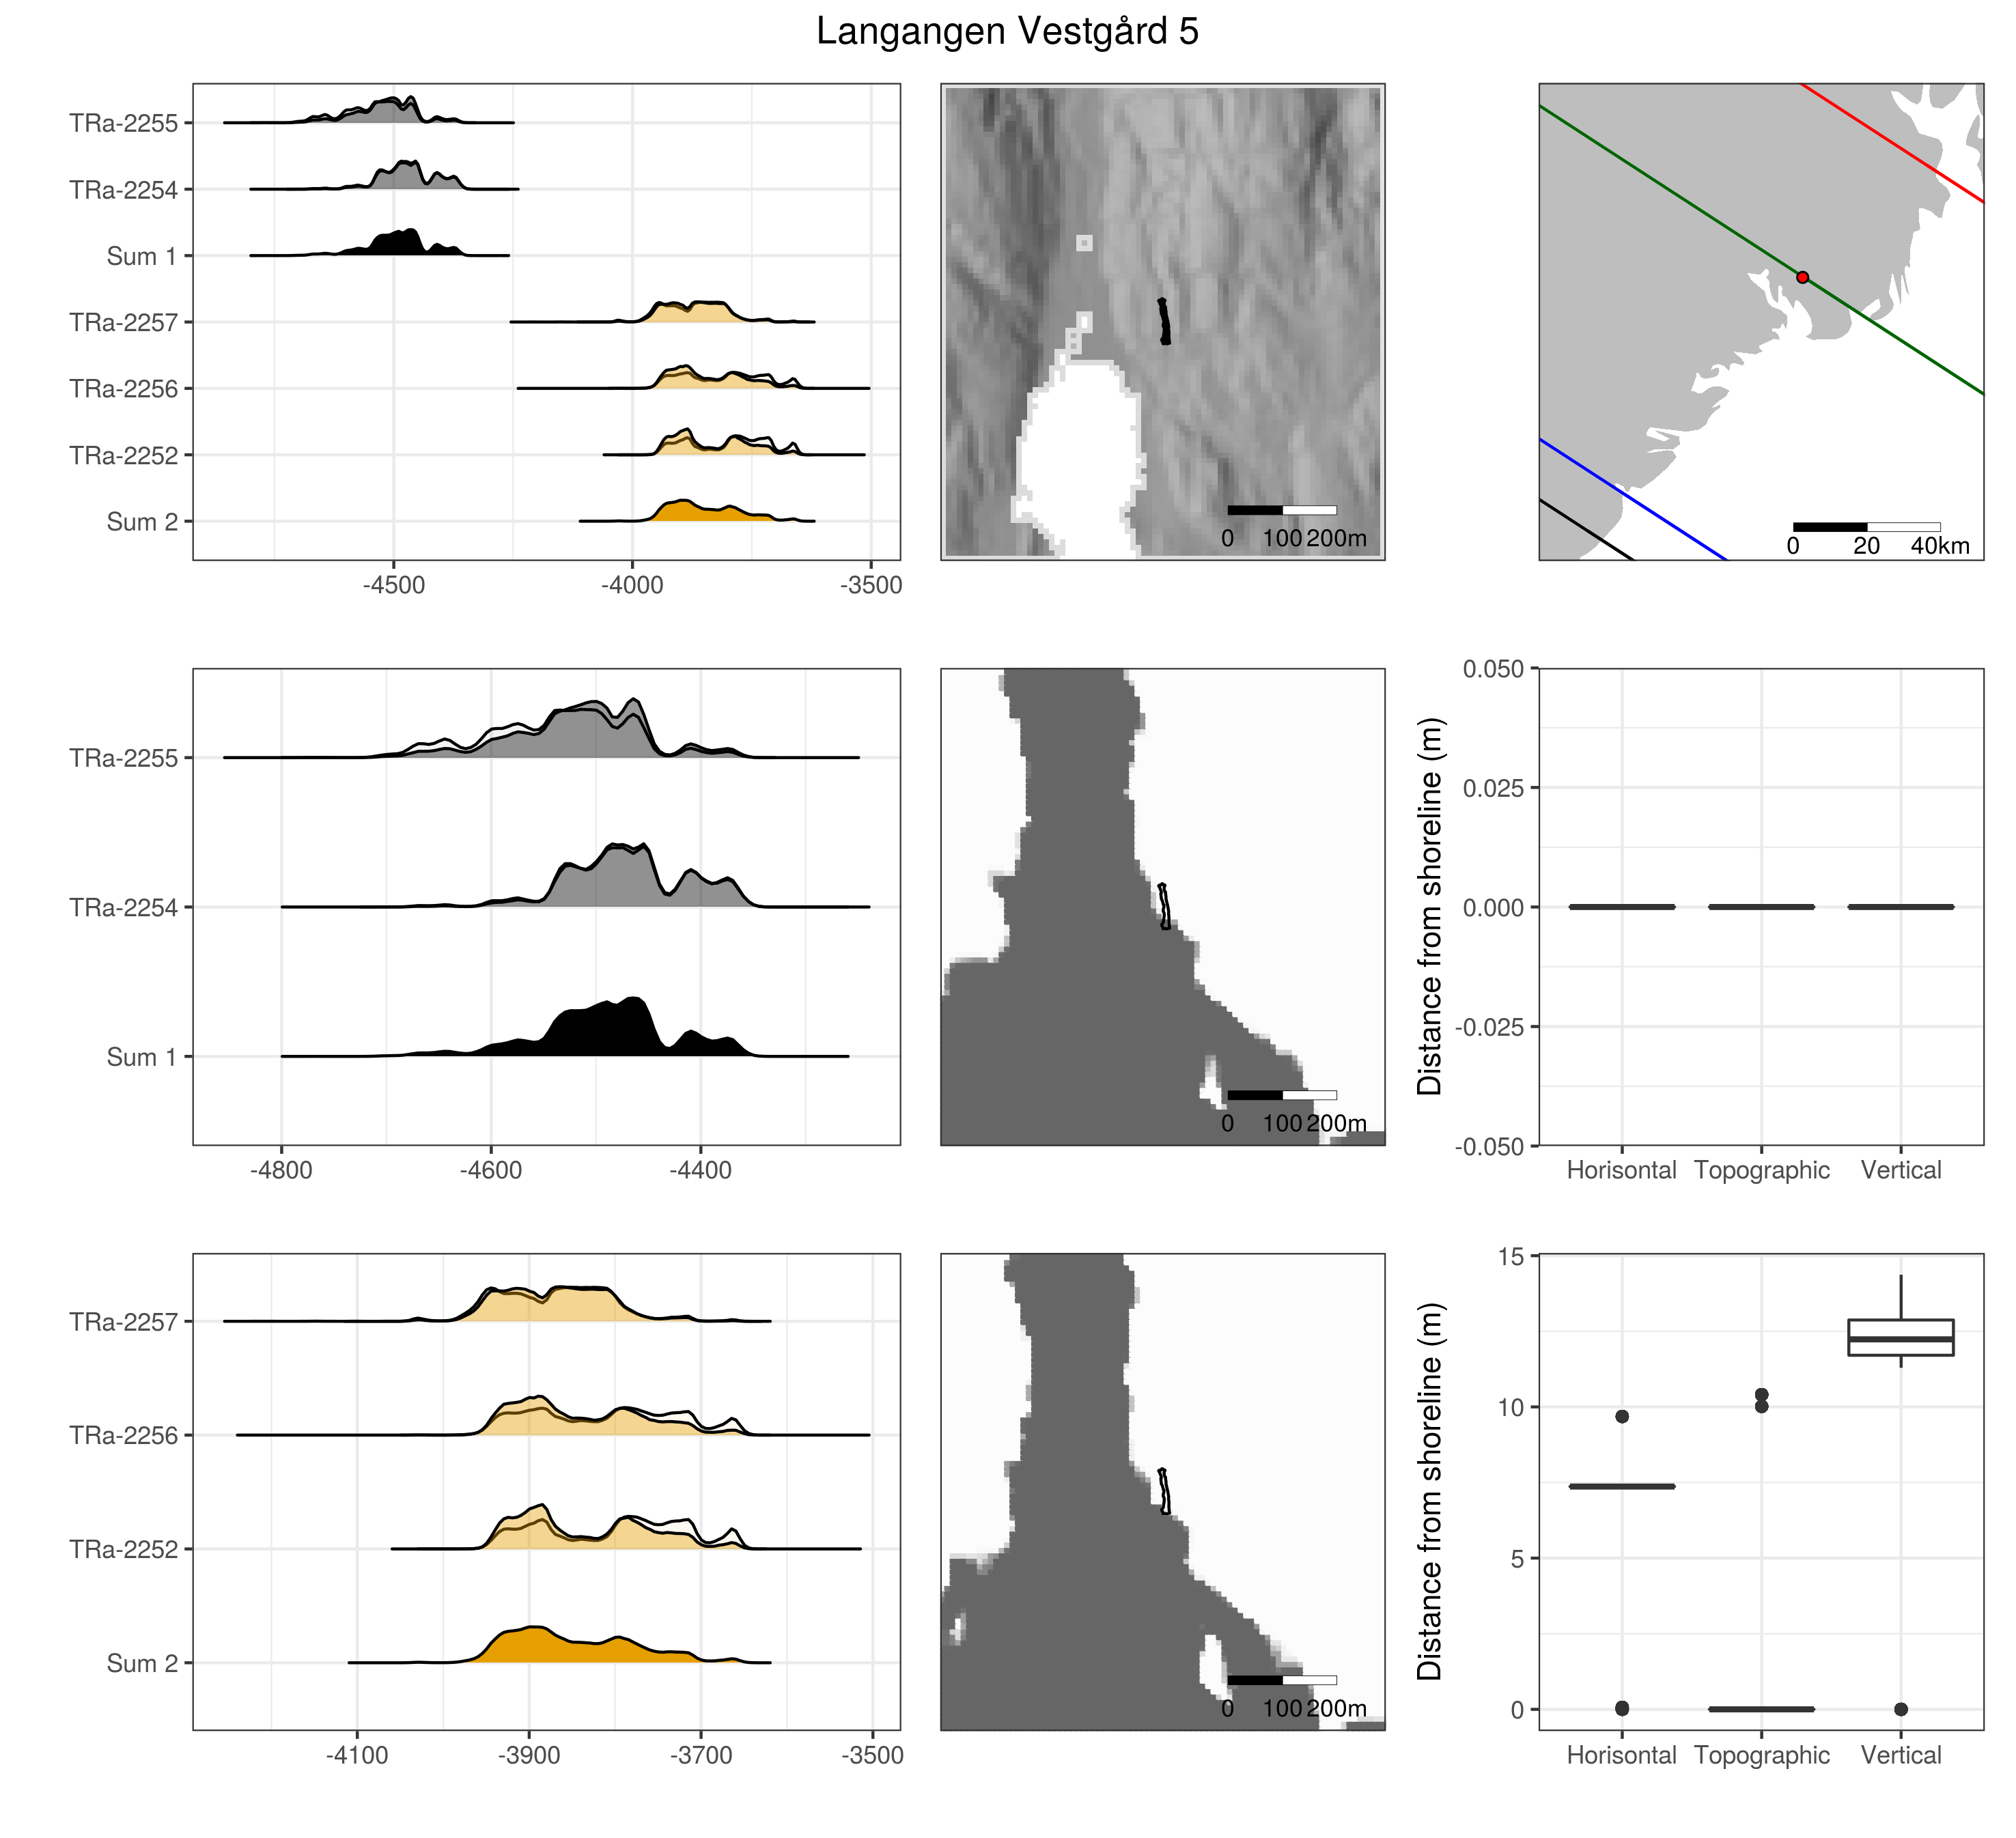 Langangen Vestgård 5
TRa-2255
TRa-2254
Sum 1
TRa-2257
TRa-2256
TRa-2252
Sum 2
-4500 -4000 -3500
0 100 200m
0 20 40km
TRa-2255
TRa-2254
Sum 1
-4800 -4600 -4400
0 100 200m
Distance from shoreline (m)
0.050
0.025
0.000
-0.025
-0.050
Horisontal Topographic Vertical
TRa-2257
TRa-2256
TRa-2252
Sum 2
-4100 -3900 -3700 -3500
0 100 200m
Distance from shoreline (m)
15
10
5
0
Horisontal Topographic Vertical